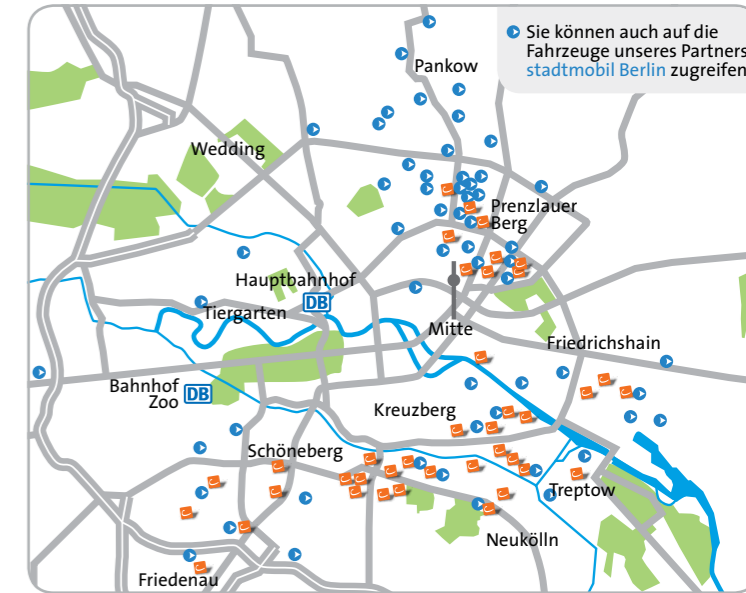 Sie können auch auf die
Fahrzeuge unseres Partners
stadtmobil Berlin zugreifen
Pankow
Wedding
Prenzlauer
Berg
Hauptbahnhof
DB
Tiergarten
Mitte
Friedrichshain
Bahnhof
Zoo
DB
Kreuzberg
Schöneberg
Treptow
Neukölln
Friedenau